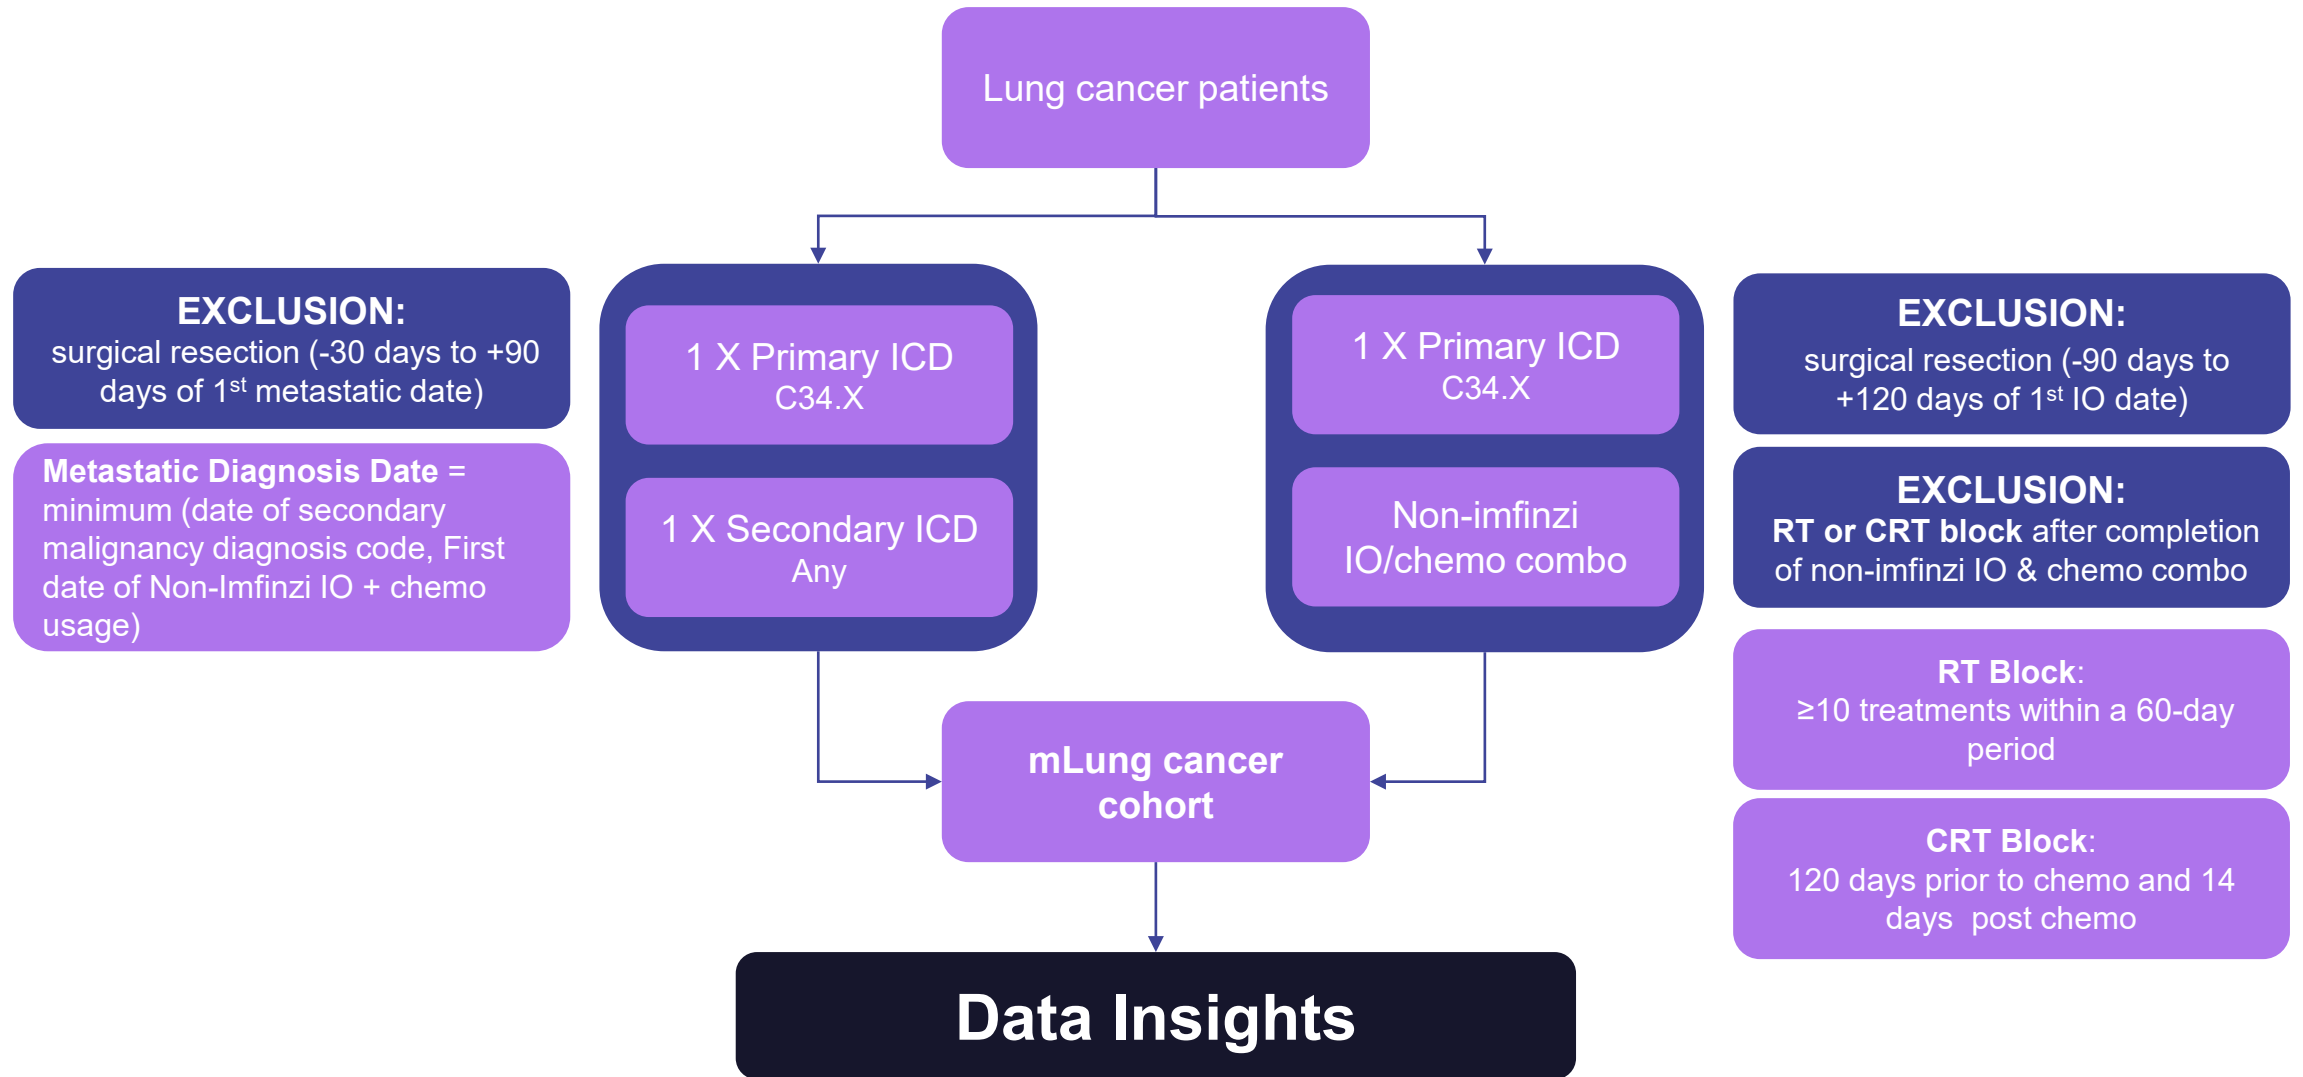 Lung cancer patients
EXCLUSION:
surgical resection (-30 days to +90
days of 1st metastatic date)
Metastatic Diagnosis Date =
minimum (date of secondary
malignancy diagnosis code, First
date of Non-Imfinzi IO + chemo
usage)
1 X Primary ICD
C34.X
1 X Secondary ICD
Any
1 X Primary ICD
C34.X
Non-imfinzi
IO/chemo combo
EXCLUSION:
surgical resection (-90 days to
+120 days of 1st IO date)
EXCLUSION:
RT or CRT block after completion
of non-imfinzi IO & chemo combo
RT Block:
≥10 treatments within a 60-day
period
CRT Block:
120 days prior to chemo and 14
days  post chemo
mLung cancer
cohort
Data Insights